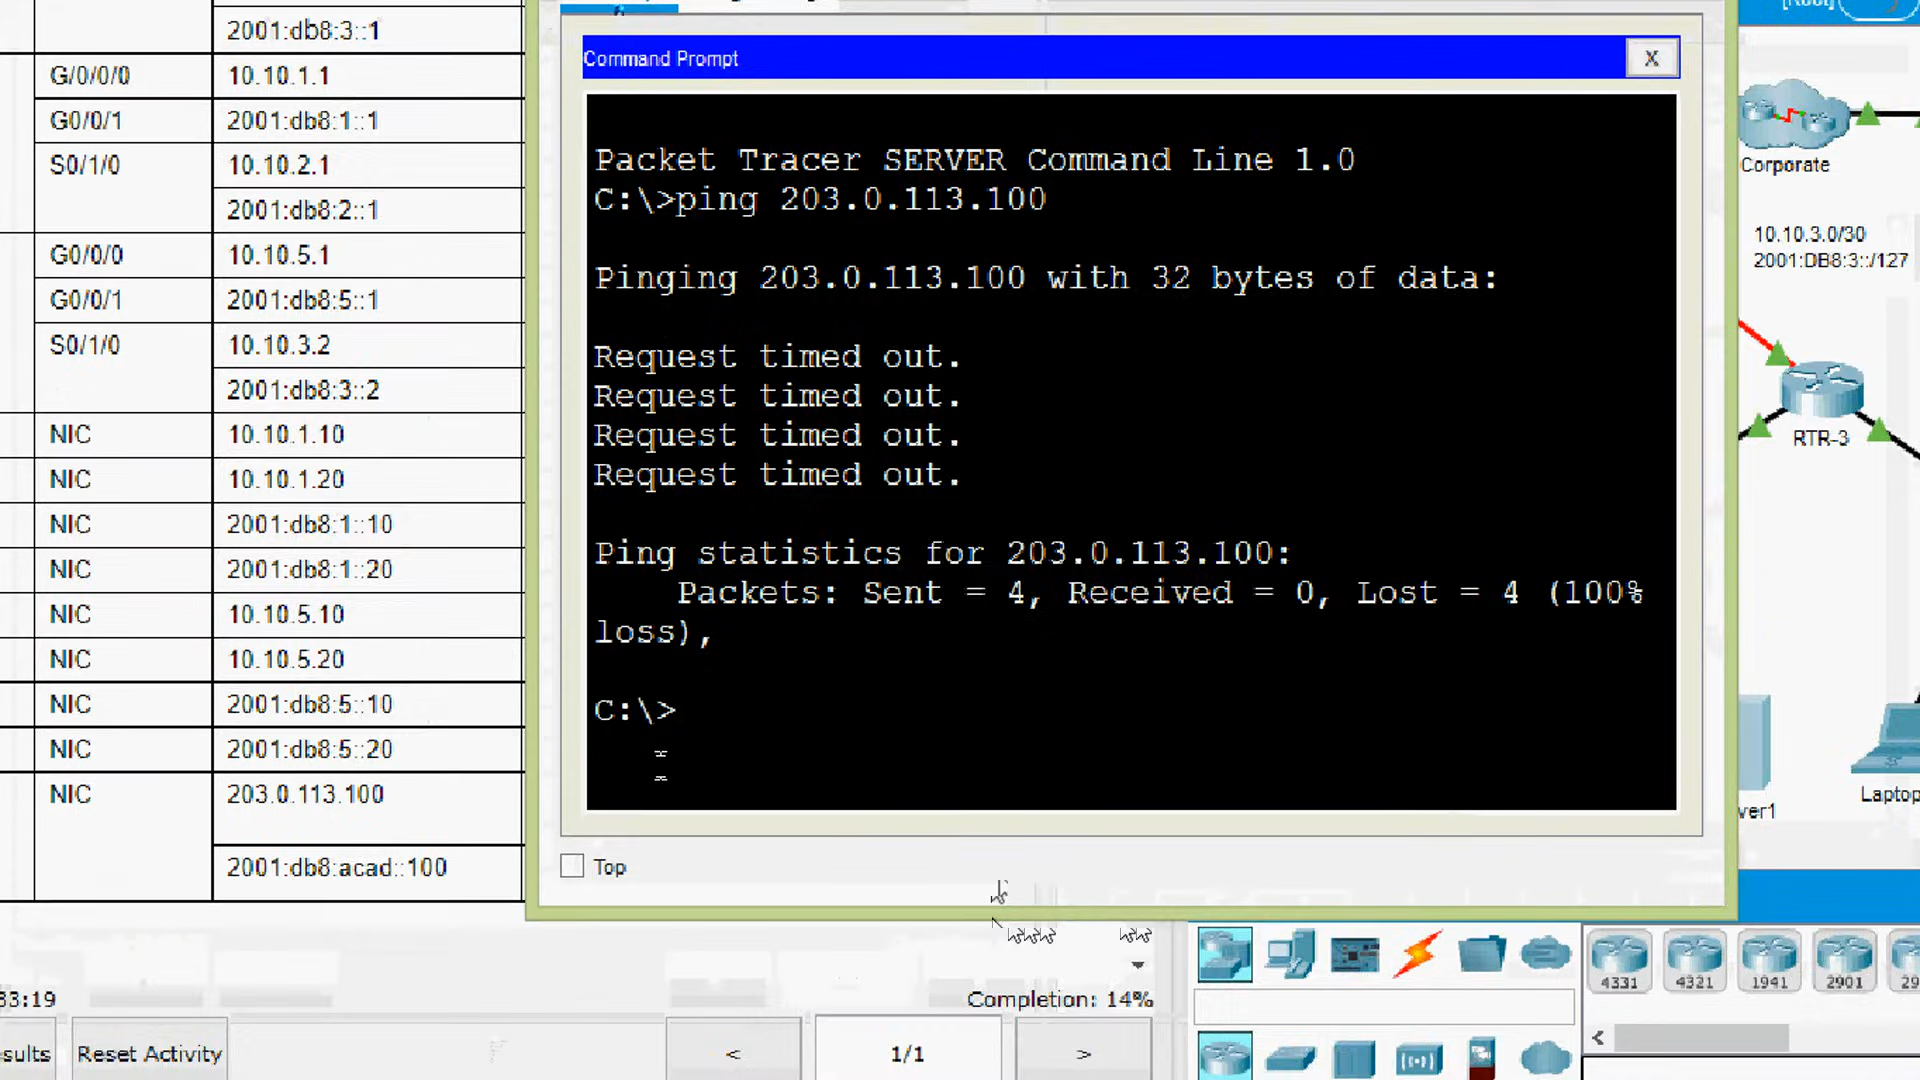 2001:db8:3::1
G/0/0/0 10.10.1.1
G0/0/1 2001:db8:1::1
S0/1/0 10.10.2.1
2001:db8:2::1
G0/0/0 10.10.5.1
G0/0/1 2001:db8:5::1
S0/1/0 10.10.3.2
2001:db8:3::2
NIC 10.10.1.10
NIC 10.10.1.20
NIC 2001:db8:1::10
NIC 2001:db8:1::20
NIC 10.10.5.10
NIC 10.10.5.20
NIC 2001:db8:5::10
NIC 2001:db8:5::20
NIC 203.0.113.100
2001:db8:acad::100
Command Prompt X
Packet Tracer SERVER Command Line 1.0
C:\>ping 203.0.113.100
Pinging 203.0.113.100 with 32 bytes of data:
Request timed out.
Request timed out.
Request timed out.
Request timed out.
Ping statistics for 203.0.113.100:
Packets: Sent = 4, Received = 0, Lost = 4 (100%
loss),
C:\>
Top
Corporate
10.10.3.0/30
2001:DB8:3::/127
RTR-3
Laptop
ver1
33:19
Completion: 14%
sults Reset Activity < 1/1 >
4331 4321 1941 2901 29
<